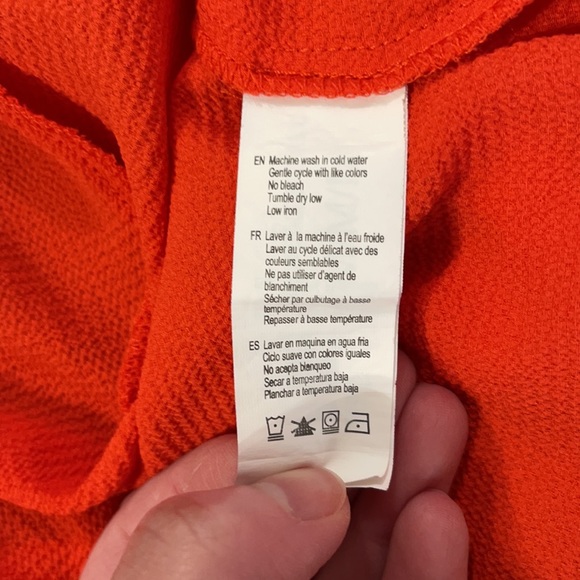 EN Machine wash in cold water
Gentle cycle with like colors
No bleach
Tumble dry low
Low iron
FR Laver à la machine à l'eau froide
Laver au cycle délicat avec des
couleurs semblables
Ne pas utiliser d'agent de
blanchiment
Sécher par culbutage à basse
température
Repasser à basse température
ES Lavar en maquina en agua fria
Ciclo suave con colores iguales
No acepta blanqueo
Secar a temperatura baja
Planchar a temperatura baja